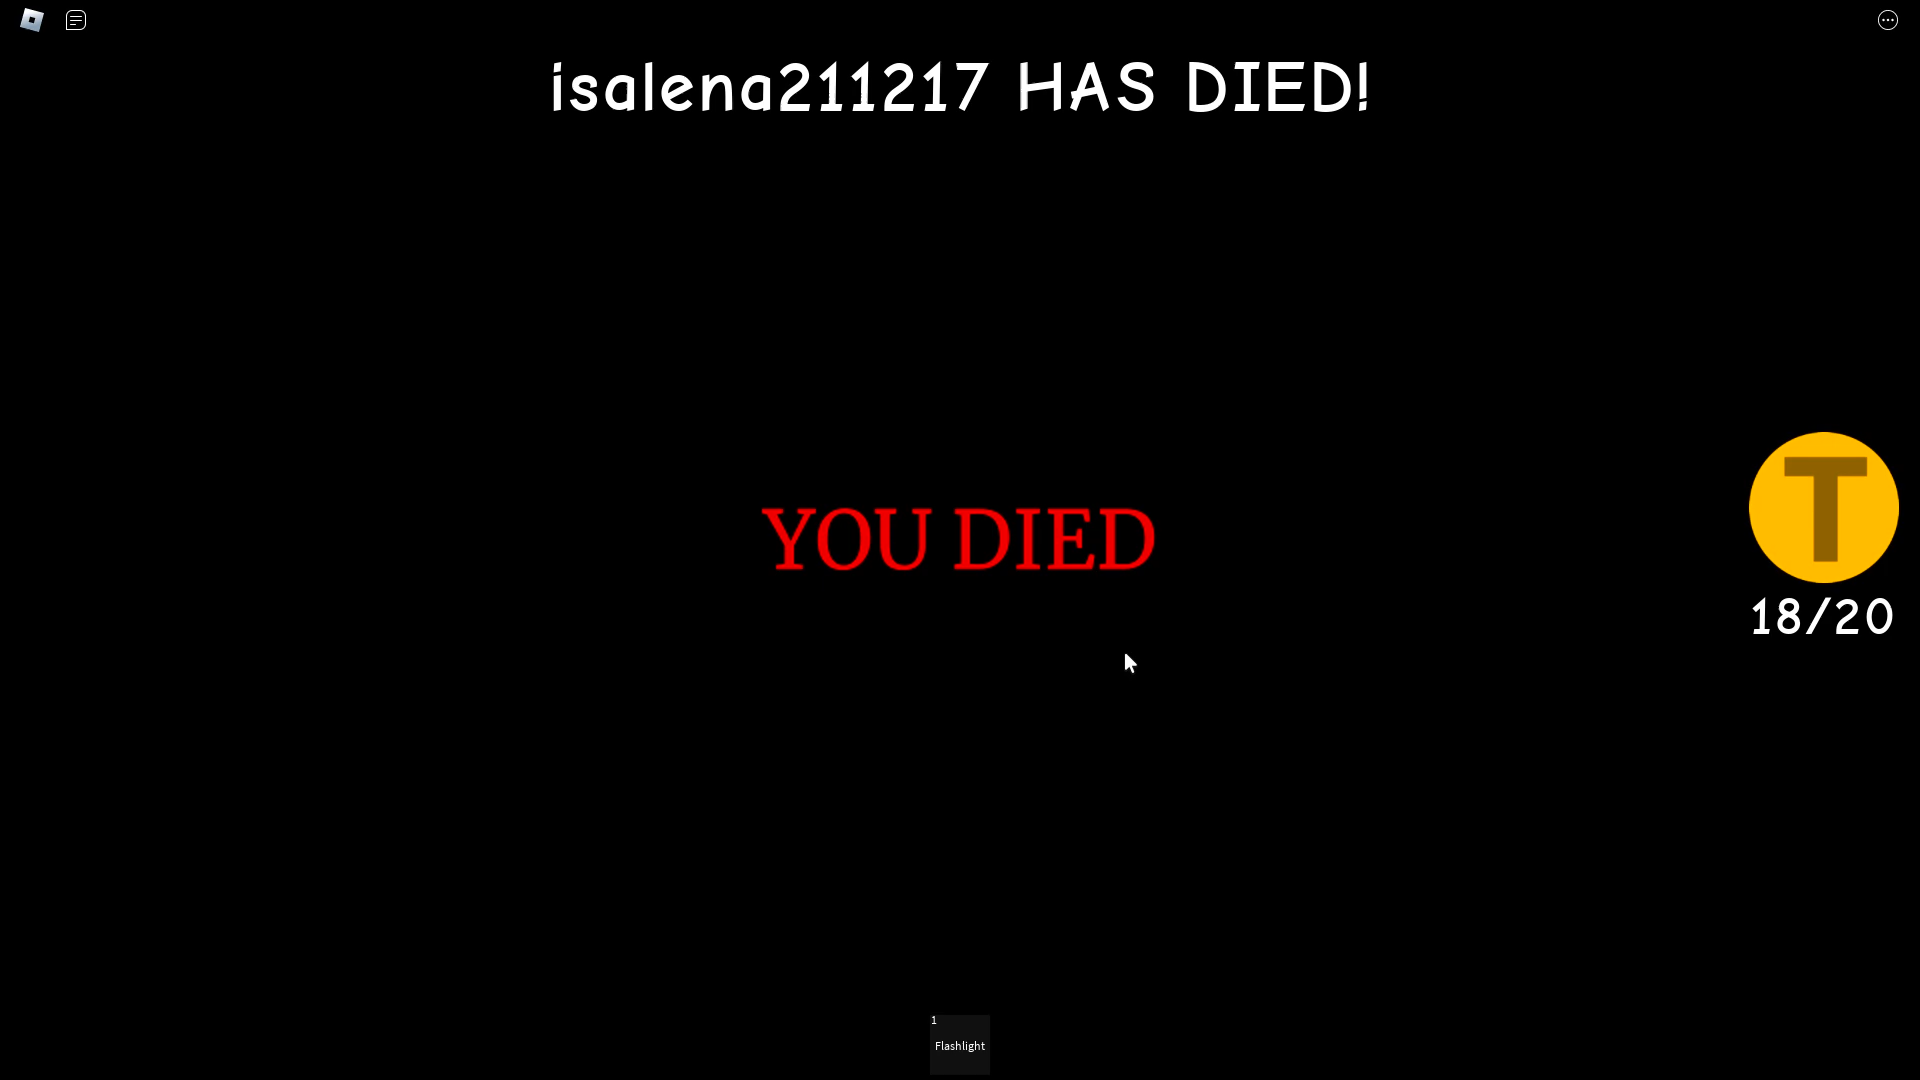 isalena211217 HAS DIED!
YOU DIED
T
18/20
1
Flashlight